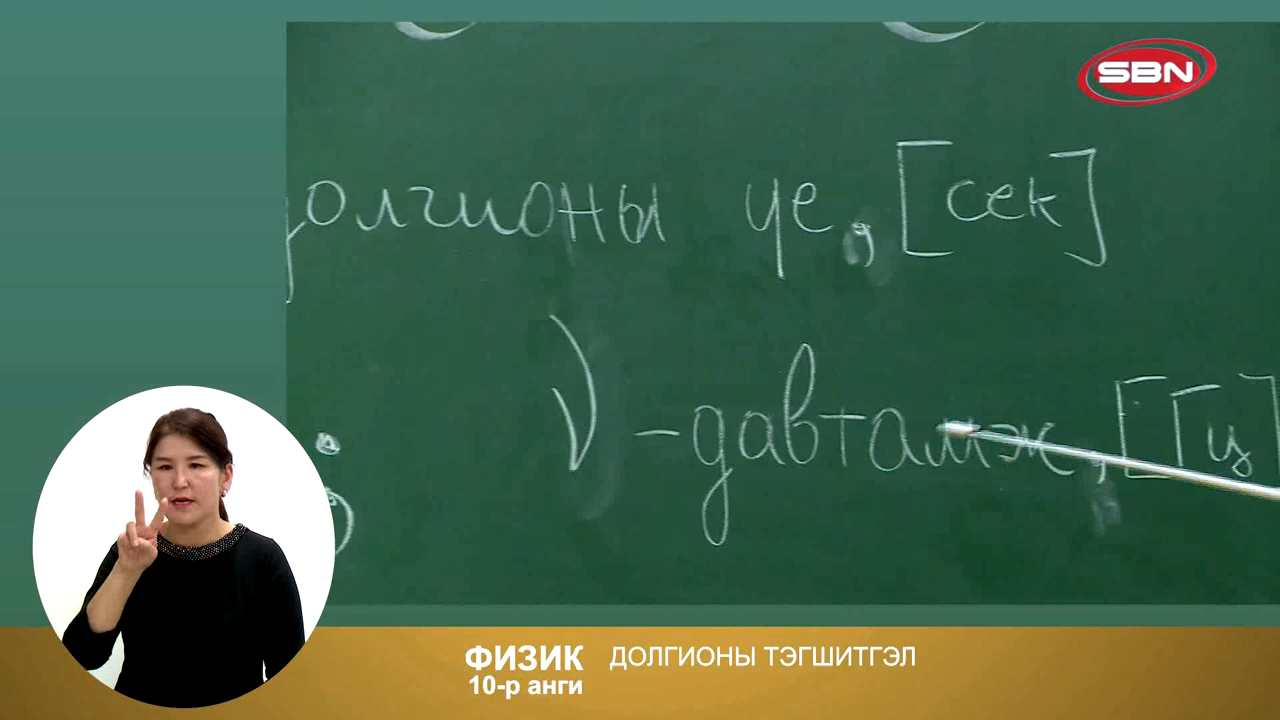 SBN
долгионы үе, [сек]
ν - давтамж, [Гц]
ФИЗИК ДОЛГИОНЫ ТЭГШИТГЭЛ
10-р анги